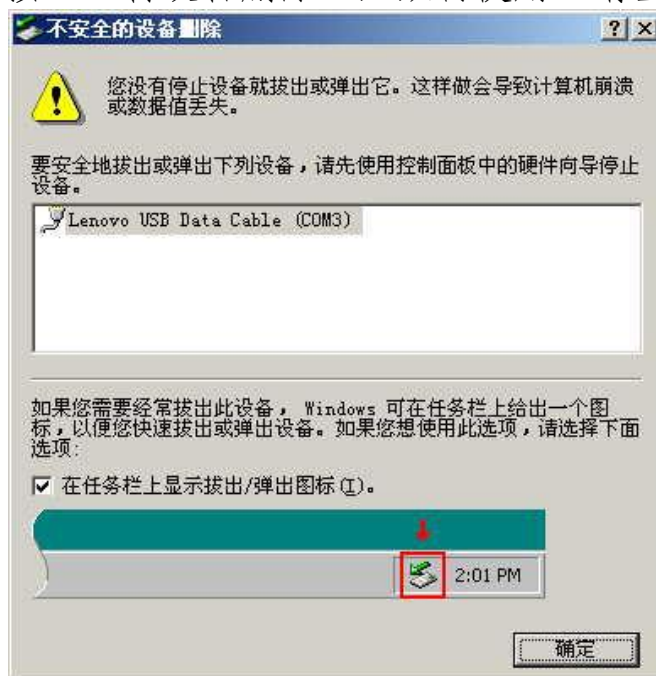 不安全的设备删除
您没有停止设备就拔出或弹出它。这样做会导致计算机崩溃
或数据值丢失。
要安全地拔出或弹出下列设备，请先使用控制面板中的硬件向导停止
设备。
Lenovo USB Data Cable (COM3)
如果您需要经常拔出此设备， Windows 可在任务栏上给出一个图
标，以便您快速拔出或弹出设备。如果您想使用此选项，请选择下面
选项:
在任务栏上显示拔出/弹出图标(I)。
2:01 PM
确定